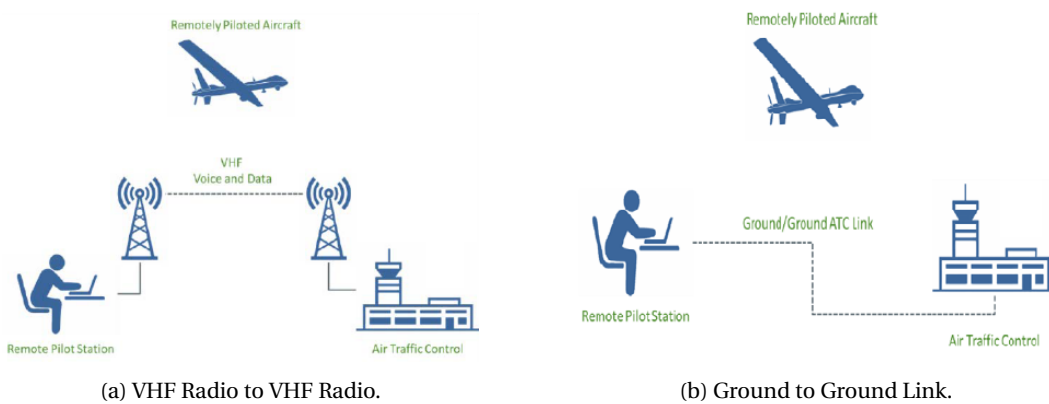 Remotely Piloted Aircraft
VHF
Voice and Data
Remote Pilot Station
Air Traffic Control
(a) VHF Radio to VHF Radio.
Remotely Piloted Aircraft
Ground/Ground ATC Link
Remote Pilot Station
Air Traffic Control
(b) Ground to Ground Link.